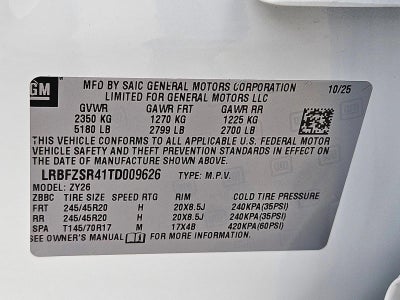 GM
MFD BY SAIC GENERAL MOTORS CORPORATION 10/25
LIMITED FOR GENERAL MOTORS LLC
GVWR GAWR FRT GAWR RR
2350 KG 1270 KG 1225 KG
5180 LB 2799 LB 2700 LB
THIS VEHICLE CONFORMS TO ALL APPLICABLE U.S. FEDERAL MOTOR
VEHICLE SAFETY AND THEFT PREVENTION STANDARDS IN EFFECT ON
THE DATE OF MANUFACTURE SHOWN ABOVE.
LRBFZSR41TD009626 TYPE: M.P.V.
MODEL: ZY26
ZBBC TIRE SIZE SPEED RTG RIM COLD TIRE PRESSURE
FRT 245/45R20 H 20X8.5J 240KPA(35PSI)
RR 245/45R20 H 20X8.5J 240KPA(35PSI)
SPA T145/70R17 M 17X4B 420KPA(60PSI)
SEE OWNER'S MANUAL FOR MORE INFORMATION